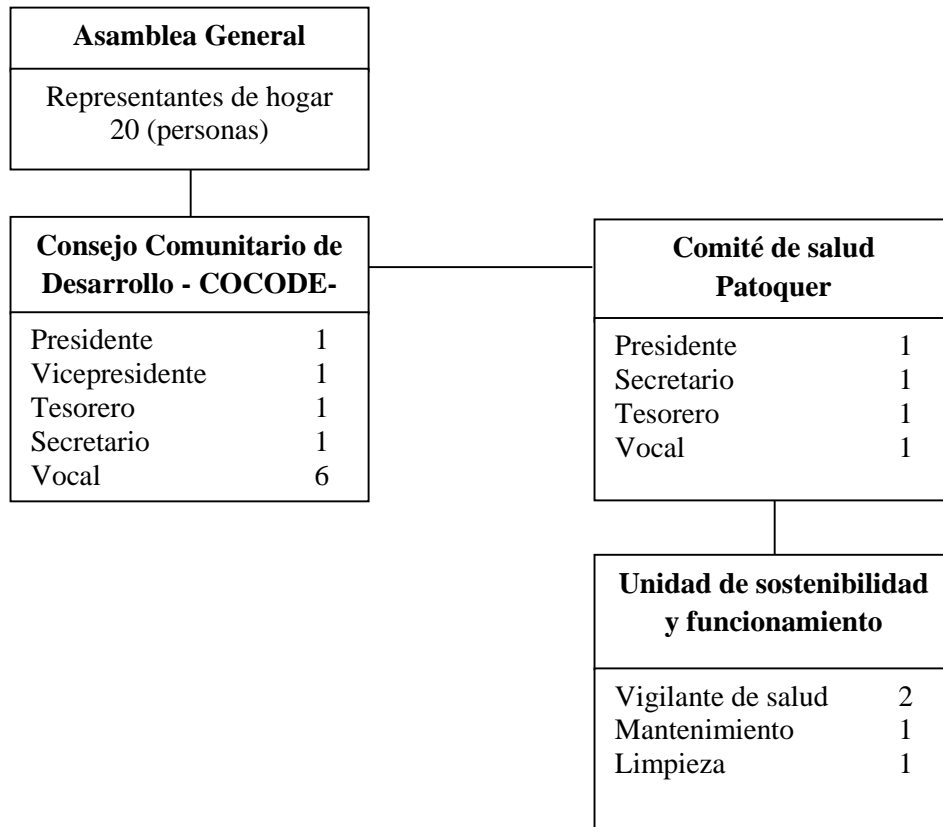 Asamblea General
Representantes de hogar
20 (personas)
Consejo Comunitario de
Desarrollo - COCODE-
Presidente 1
Vicepresidente 1
Tesorero 1
Secretario 1
Vocal 6
Comité de salud
Patoquer
Presidente 1
Secretario 1
Tesorero 1
Vocal 1
Unidad de sostenibilidad
y funcionamiento
Vigilante de salud 2
Mantenimiento 1
Limpieza 1